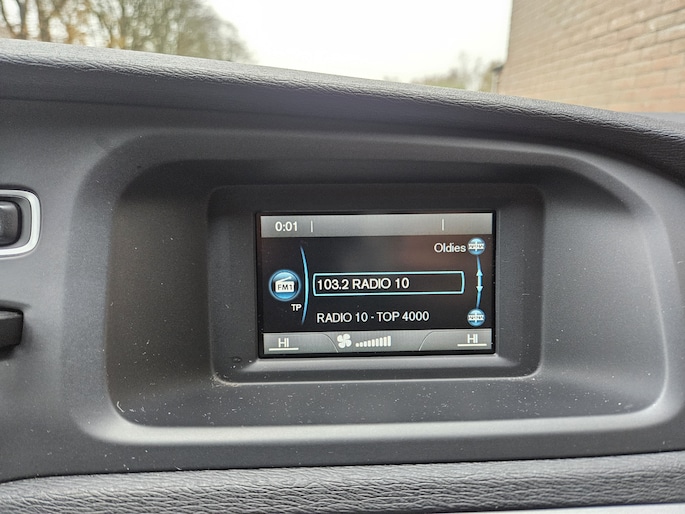 0:01
Oldies
FM1
103.2 RADIO 10
TP
RADIO 10 - TOP 4000
HI
HI